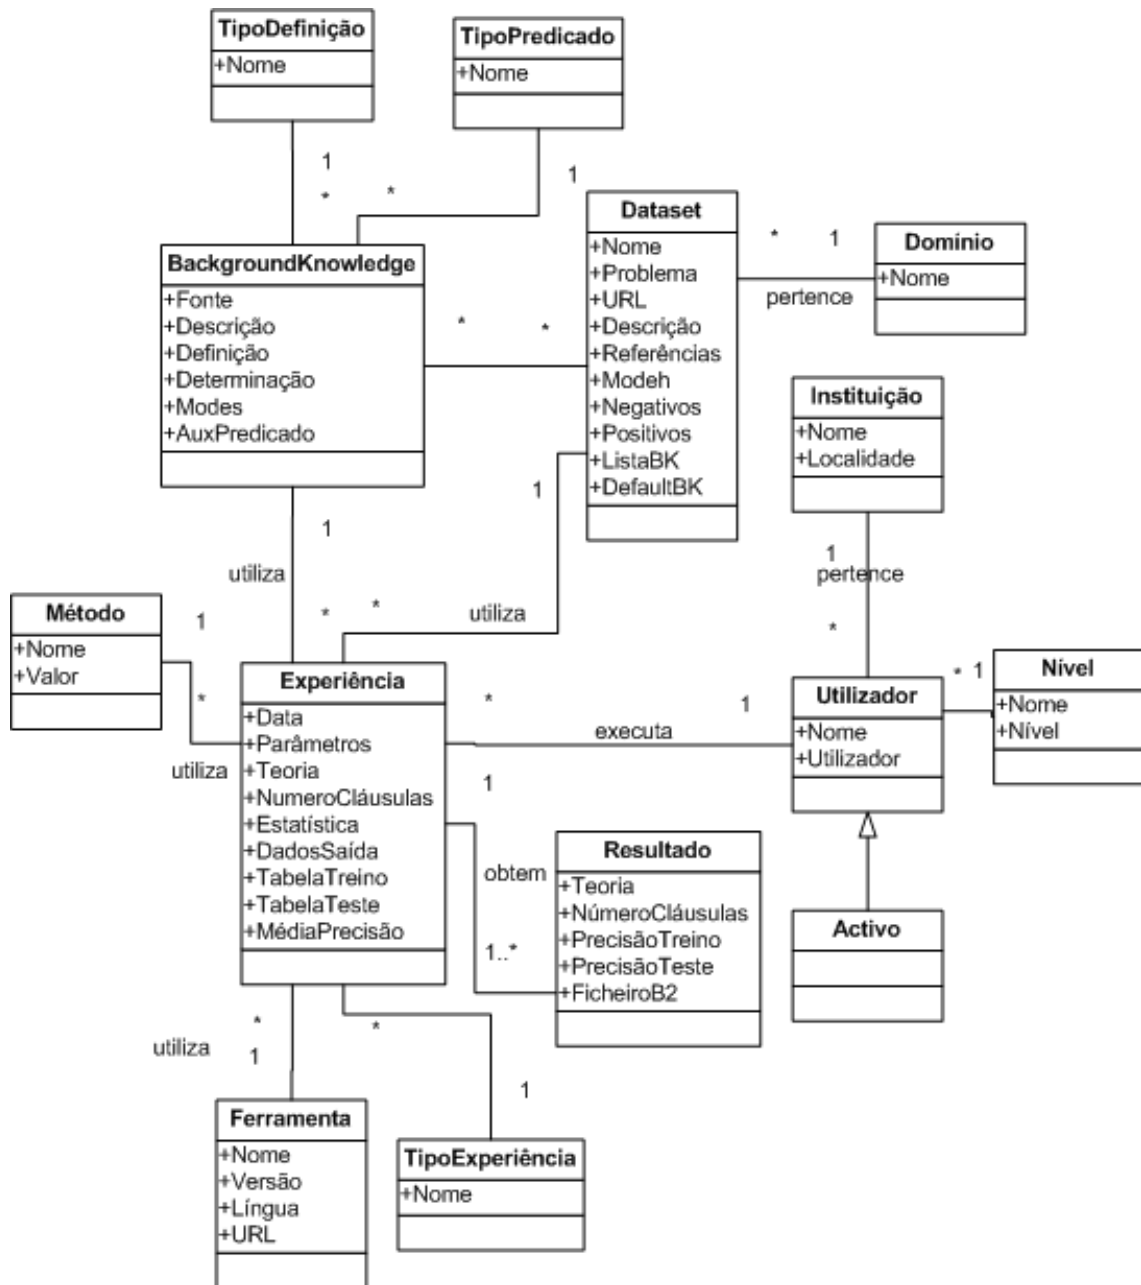 TipoDefinição
+Nome
TipoPredicado
+Nome
1
*
*
1
Dataset
+Nome
+Problema
+URL
+Descrição
+Referências
+Modeh
+Negativos
+Positivos
+ListaBK
+DefaultBK
*
1
pertence
Domínio
+Nome
BackgroundKnowledge
+Fonte
+Descrição
+Definição
+Determinação
+Modes
+AuxPredicado
*
*
Instituição
+Nome
+Localidade
1
1
utiliza
*
*
utiliza
1
pertence
*
Método
+Nome
+Valor
1
*
utiliza
Experiência
+Data
+Parâmetros
+Teoria
+NumeroCláusulas
+Estatística
+DadosSaída
+TabelaTreino
+TabelaTeste
+MédiaPrecisão
*
1
executa
Utilizador
+Nome
+Utilizador
*
1
Nível
+Nome
+Nível
1
obtem
1..*
Resultado
+Teoria
+NúmeroCláusulas
+PrecisãoTreino
+PrecisãoTeste
+FicheiroB2
Activo
*
utiliza
1
*
1
Ferramenta
+Nome
+Versão
+Língua
+URL
TipoExperiência
+Nome